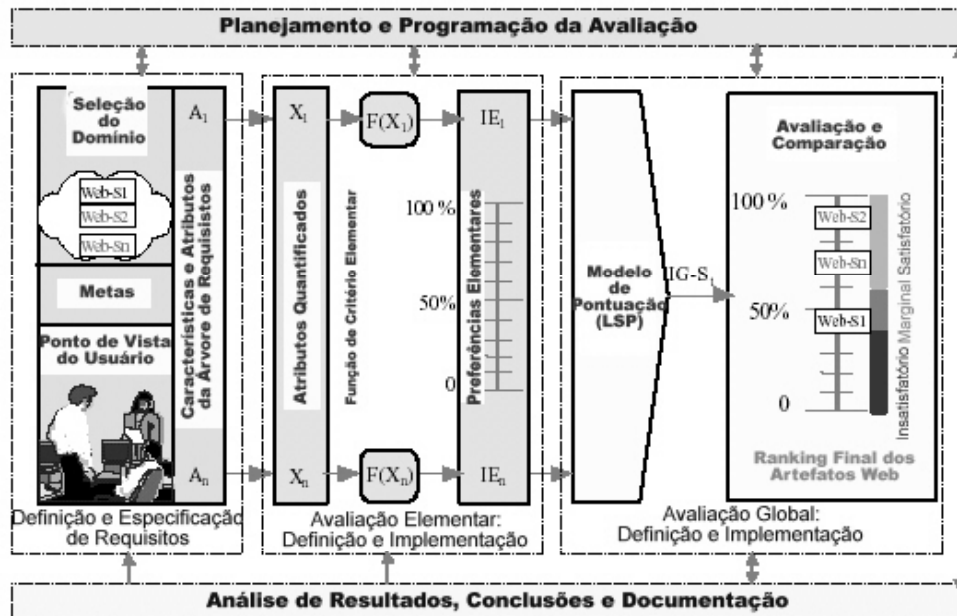 Planejamento e Programação da Avaliação
Seleção
do
Domínio
Web-S1
Web-S2
Web-Sn
Metas
Ponto de Vista
do Usuário
A1
Características e Atributos
da Árvore de Requisistos
An
Definição e Especificação
de Requisitos
X1
Atributos Quantificados
Xn
F(X1)
Função de Critério Elementar
F(Xn)
IE1
Preferências Elementares
IEn
100 %
50%
0
Avaliação Elementar:
Definição e Implementação
Modelo
de
Pontuação
(LSP)
IG-S1
Avaliação e
Comparação
100 %
50%
0
Web-S2
Web-Sn
Web-S1
Insatisfatório Marginal Satisfatório
Ranking Final dos
Artefatos Web
Avaliação Global:
Definição e Implementação
Análise de Resultados, Conclusões e Documentação